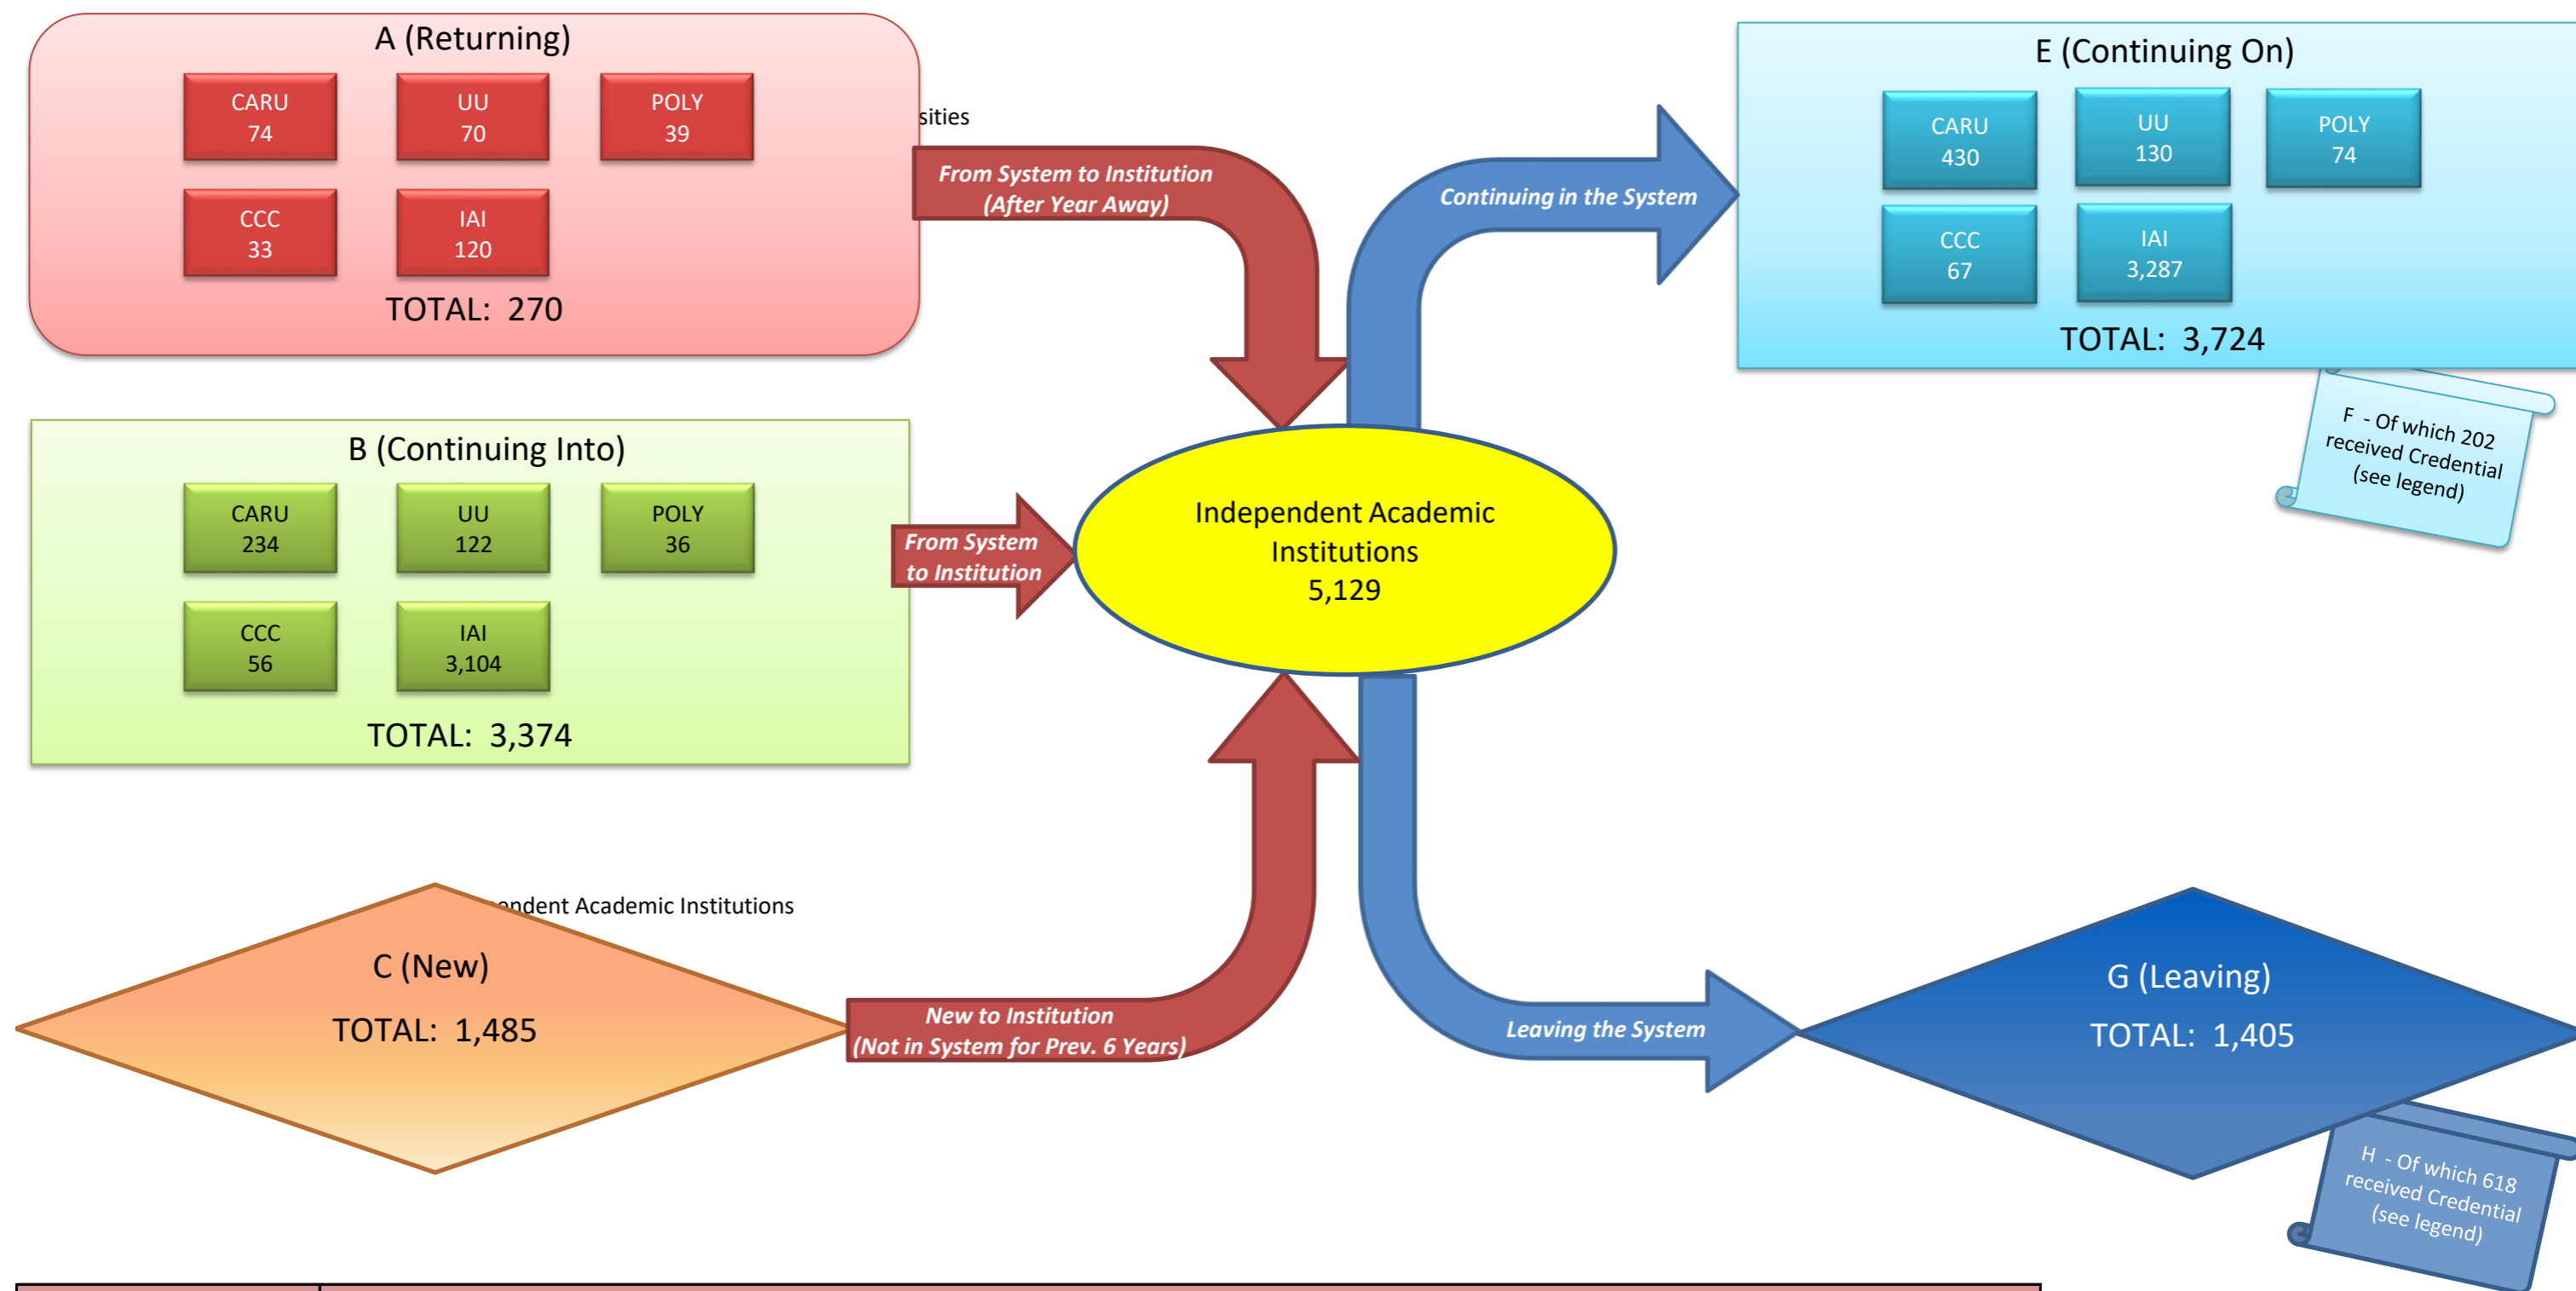 A (Returning)
CARU
74
UU
70
POLY
39
CCC
33
IAI
120
TOTAL: 270
sities
From System to Institution
(After Year Away)
Continuing in the System
E (Continuing On)
CARU
430
UU
130
POLY
74
CCC
67
IAI
3,287
TOTAL: 3,724
F - Of which 202
received Credential
(see legend)
B (Continuing Into)
CARU
234
UU
122
POLY
36
CCC
56
IAI
3,104
TOTAL: 3,374
From System
to Institution
Independent Academic
Institutions
5,129
endent Academic Institutions
C (New)
TOTAL: 1,485
New to Institution
(Not in System for Prev. 6 Years)
Leaving the System
G (Leaving)
TOTAL: 1,405
H - Of which 618
received Credential
(see legend)